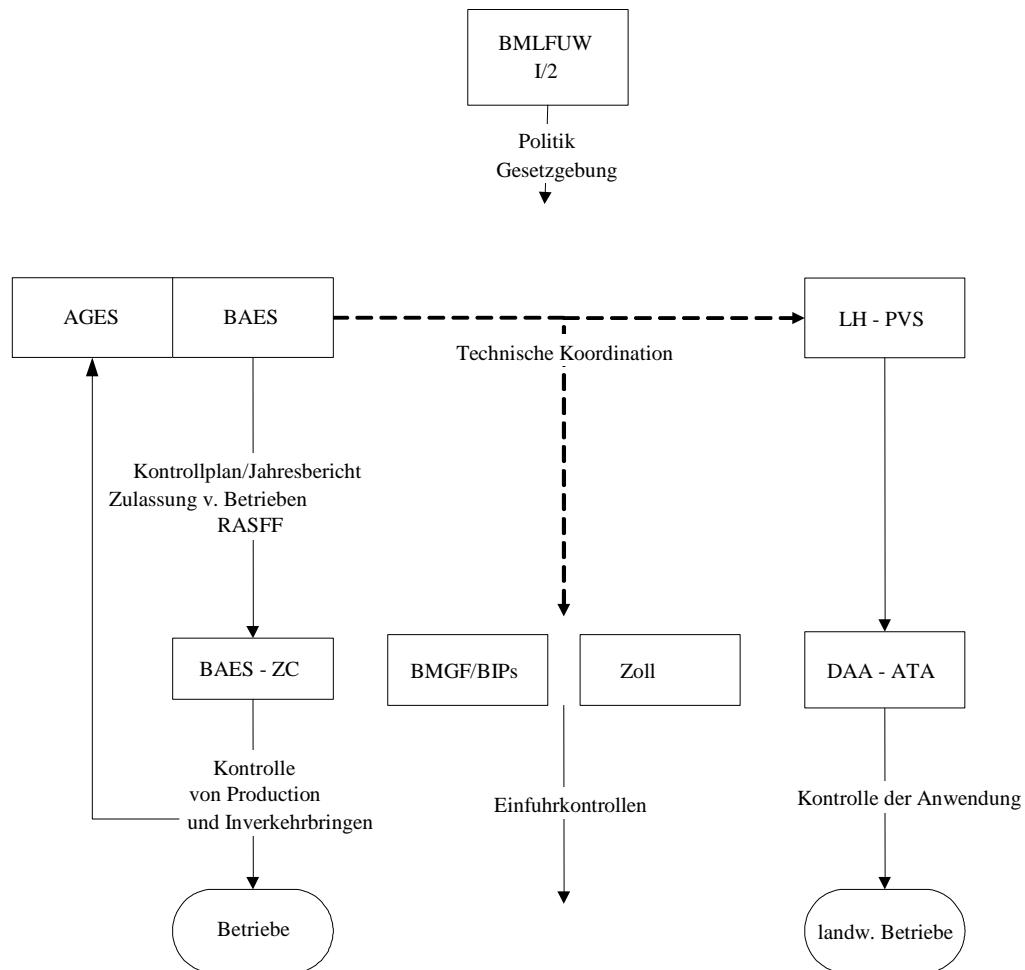 BMLFUW
I/2
Politik
Gesetzgebung
AGES
BAES
LH - PVS
Technische Koordination
Kontrollplan/Jahresbericht
Zulassung v. Betrieben
RASFF
BAES - ZC
BMGF/BIPs
Zoll
DAA - ATA
Kontrolle
von Production
und Inverkehrbringen
Einfuhrkontrollen
Kontrolle der Anwendung
Betriebe
landw. Betriebe